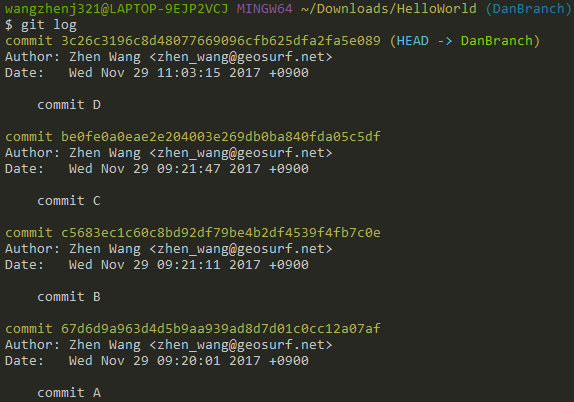 wangzhenj321@LAPTOP-9EJP2VCJ MINGW64 ~/Downloads/HelloWorld (DanBranch)
$ git log
commit 3c26c3196c8d48077669096cfb625dfa2fa5e089 (HEAD -> DanBranch)
Author: Zhen Wang <zhen_wang@geosurf.net>
Date:   Wed Nov 29 11:03:15 2017 +0900
    commit D
commit be0fe0a0eae2e204003e269db0ba840fda05c5df
Author: Zhen Wang <zhen_wang@geosurf.net>
Date:   Wed Nov 29 09:21:47 2017 +0900
    commit C
commit c5683ec1c60c8bd92df79be4b2df4539f4fb7c0e
Author: Zhen Wang <zhen_wang@geosurf.net>
Date:   Wed Nov 29 09:21:11 2017 +0900
    commit B
commit 67d6d9a963d4d5b9aa939ad8d7d01c0cc12a07af
Author: Zhen Wang <zhen_wang@geosurf.net>
Date:   Wed Nov 29 09:20:01 2017 +0900
    commit A